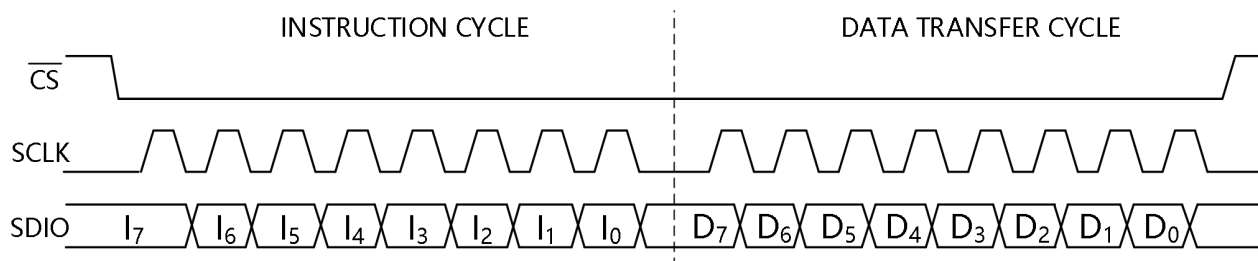 INSTRUCTION CYCLE DATA TRANSFER CYCLE
CS
SCLK
SDIO I7 I6 I5 I4 I3 I2 I1 I0 D7 D6 D5 D4 D3 D2 D1 D0